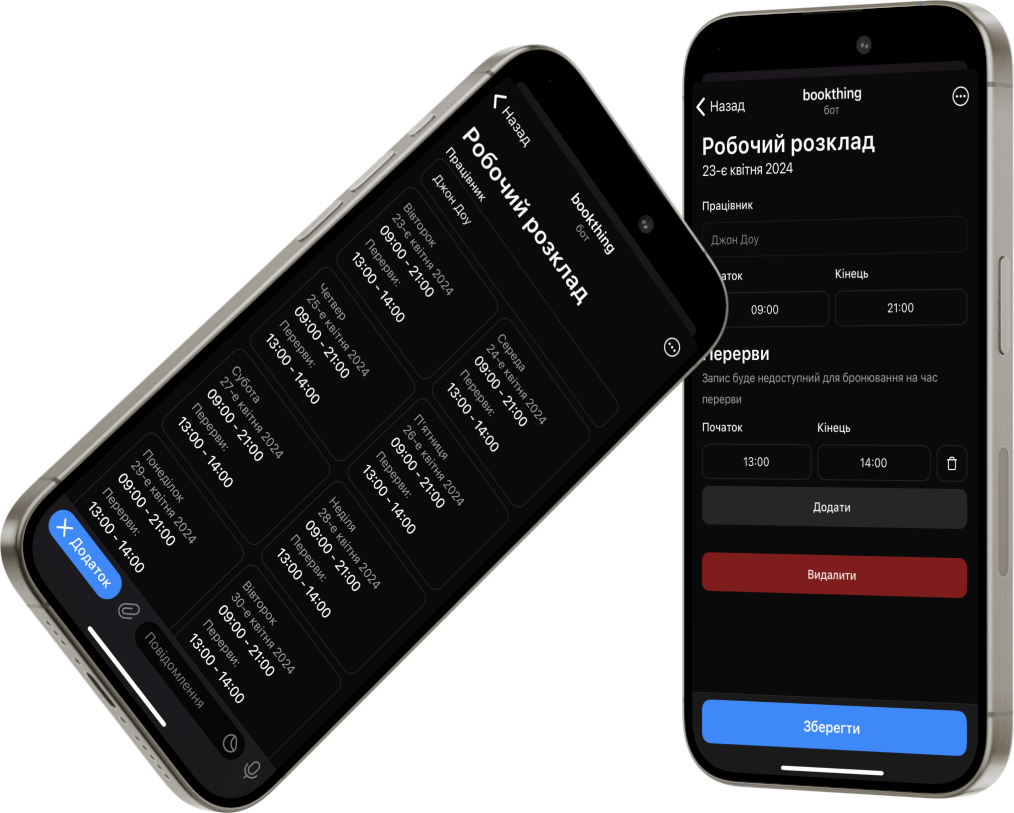 Назад
bookthing
бот
Робочий розклад
Працівник
Джон Доу
Вівторок
23-є квітня 2024
09:00 - 21:00
Перерви:
13:00 - 14:00
Середа
24-е квітня 2024
09:00 - 21:00
Перерви:
13:00 - 14:00
Четвер
25-е квітня 2024
09:00 - 21:00
Перерви:
13:00 - 14:00
П'ятниця
26-е квітня 2024
09:00 - 21:00
Перерви:
13:00 - 14:00
Субота
27-е квітня 2024
09:00 - 21:00
Перерви:
13:00 - 14:00
Неділя
28-е квітня 2024
09:00 - 21:00
Перерви:
13:00 - 14:00
Понеділок
29-е квітня 2024
09:00 - 21:00
Перерви:
13:00 - 14:00
Вівторок
30-е квітня 2024
09:00 - 21:00
Перерви:
13:00 - 14:00
Додаток
Повідомлення
Назад
bookthing
бот
Робочий розклад
23-є квітня 2024
Працівник
Джон Доу
аток Кінець
09:00 21:00
Перерви
Запис буде недоступний для бронювання на час
перерви
Початок Кінець
13:00 14:00
Додати
Видалити
Зберегти